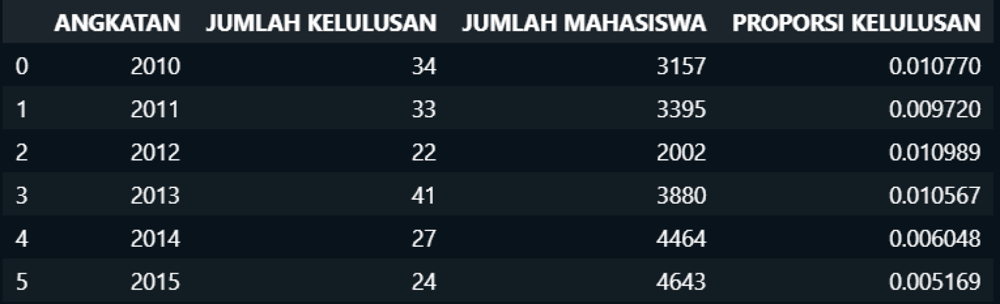 ANGKATAN JUMLAH KELULUSAN JUMLAH MAHASISWA PROPORSI KELULUSAN
0 2010 34 3157 0.010770
1 2011 33 3395 0.009720
2 2012 22 2002 0.010989
3 2013 41 3880 0.010567
4 2014 27 4464 0.006048
5 2015 24 4643 0.005169